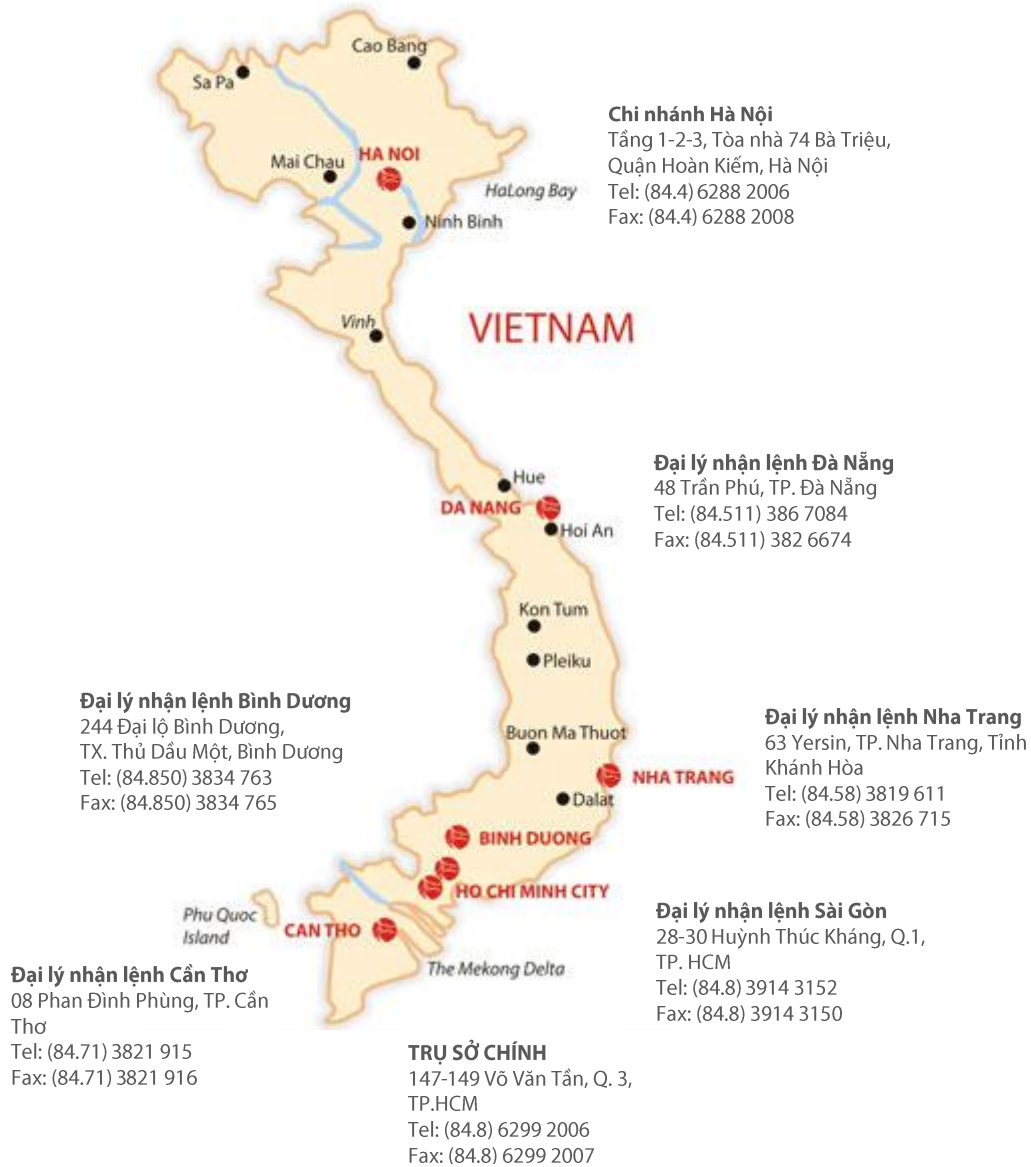 Cao Bang
Sa Pa
Chi nhánh Hà Nội
Tầng 1-2-3, Tòa nhà 74 Bà Triệu,
Quận Hoàn Kiếm, Hà Nội
Tel: (84.4) 6288 2006
Fax: (84.4) 6288 2008
HA NOI
Mai Chau
HaLong Bay
Ninh Binh
Vinh
VIETNAM
Đại lý nhận lệnh Đà Nẵng
48 Trần Phú, TP. Đà Nẵng
Tel: (84.511) 386 7084
Fax: (84.511) 382 6674
Hue
DA NANG
Hoi An
Kon Tum
Pleiku
Đại lý nhận lệnh Bình Dương
244 Đại lộ Bình Dương,
TX. Thủ Dầu Một, Bình Dương
Tel: (84.850) 3834 763
Fax: (84.850) 3834 765
Buon Ma Thuot
Đại lý nhận lệnh Nha Trang
63 Yersin, TP. Nha Trang, Tỉnh
Khánh Hòa
Tel: (84.58) 3819 611
Fax: (84.58) 3826 715
NHA TRANG
Dalat
BINH DUONG
HO CHI MINH CITY
Phu Quoc
Island
CAN THO
The Mekong Delta
Đại lý nhận lệnh Sài Gòn
28-30 Huỳnh Thúc Kháng, Q.1,
TP. HCM
Tel: (84.8) 3914 3152
Fax: (84.8) 3914 3150
Đại lý nhận lệnh Cần Thơ
08 Phan Đình Phùng, TP. Cần
Thơ
Tel: (84.71) 3821 915
Fax: (84.71) 3821 916
TRỤ SỞ CHÍNH
147-149 Võ Văn Tần, Q. 3,
TP.HCM
Tel: (84.8) 6299 2006
Fax: (84.8) 6299 2007